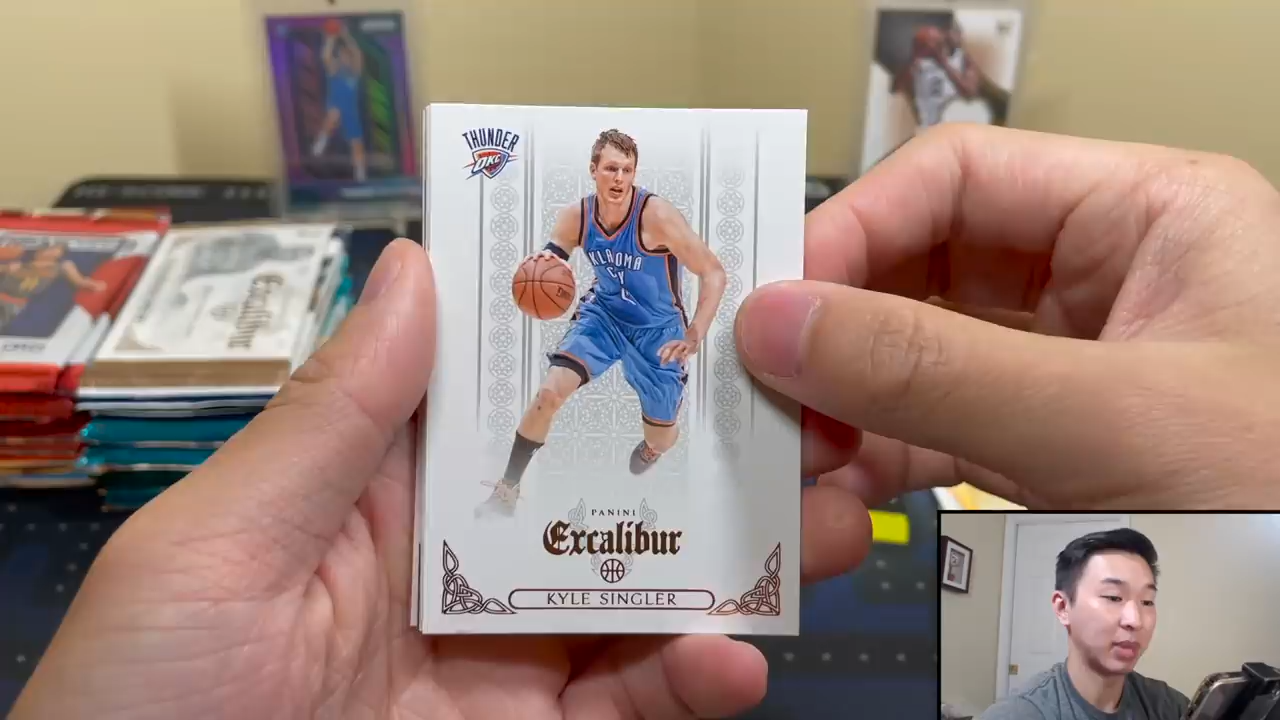 THUNDER
OKC
OKLAHOMA
CITY
PANINI
Excalibur
KYLE SINGLER
Excalibur